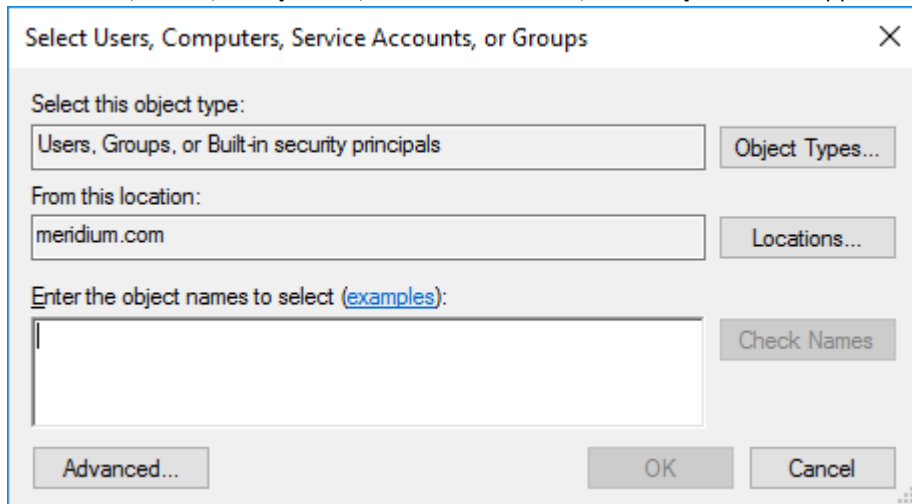 Select Users, Computers, Service Accounts, or Groups
Select this object type:
Users, Groups, or Built-in security principals
Object Types...
From this location:
meridium.com
Locations...
Enter the object names to select (examples):
Check Names
Advanced...
OK
Cancel